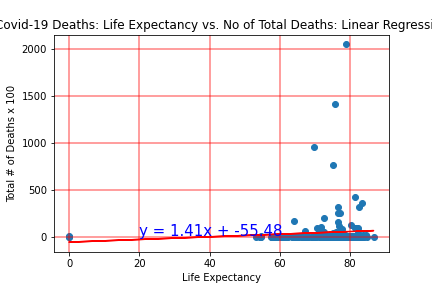 Covid-19 Deaths: Life Expectancy vs. No of Total Deaths: Linear Regressi
2000
1500
1000
500
0
Total # of Deaths x 100
y = 1.41x + -55.48
0 20 40 60 80
Life Expectancy